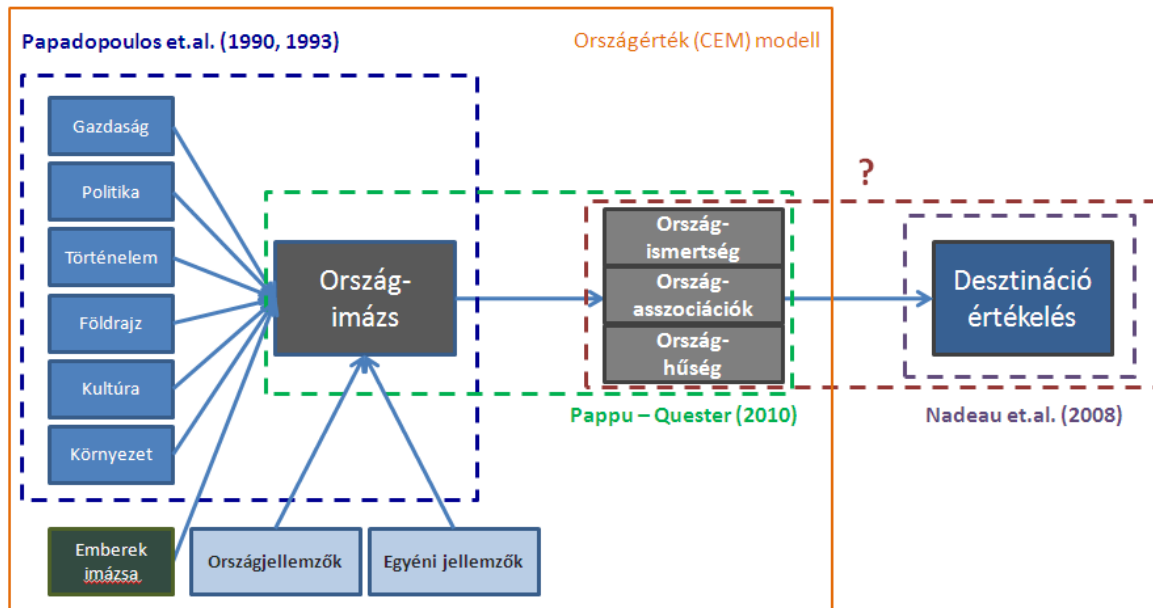 Papadopoulos et.al. (1990, 1993)
Országérték (CEM) modell
Gazdaság
Politika
Történelem
Földrajz
Kultúra
Környezet
Emberek
imázsa
Ország-
imázs
Országjellemzők
Egyéni jellemzők
Ország-
ismertség
Ország-
asszociációk
Ország-
hűség
Pappu – Quester (2010)
?
Desztináció
értékelés
Nadeau et.al. (2008)